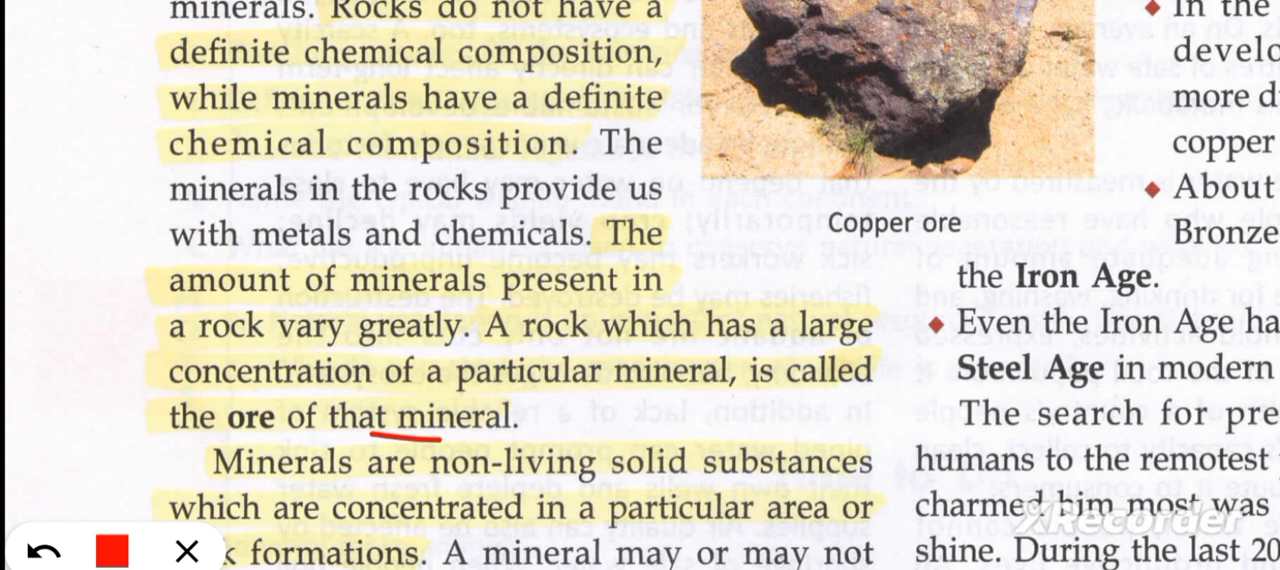 minerals. Rocks do not have a
definite chemical composition,
while minerals have a definite
chemical composition. The
minerals in the rocks provide us
with metals and chemicals. The
amount of minerals present in
a rock vary greatly. A rock which has a large
concentration of a particular mineral, is called
the ore of that mineral.
Minerals are non-living solid substances
which are concentrated in a particular area or
formations. A mineral may or may not
Copper ore
In the
more
copper
About
Bronze
the Iron Age.
Even the Iron Age ha
Steel Age in modern
The search for pre
humans to the remotest
charmed him most was
shine. During the last 20
XRecorder